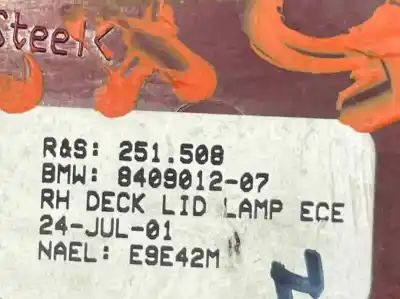 Steel<
R&S: 251.508
BMW: 8409012-07
RH DECK LID LAMP ECE
24-JUL-01
NAEL: E9E42M